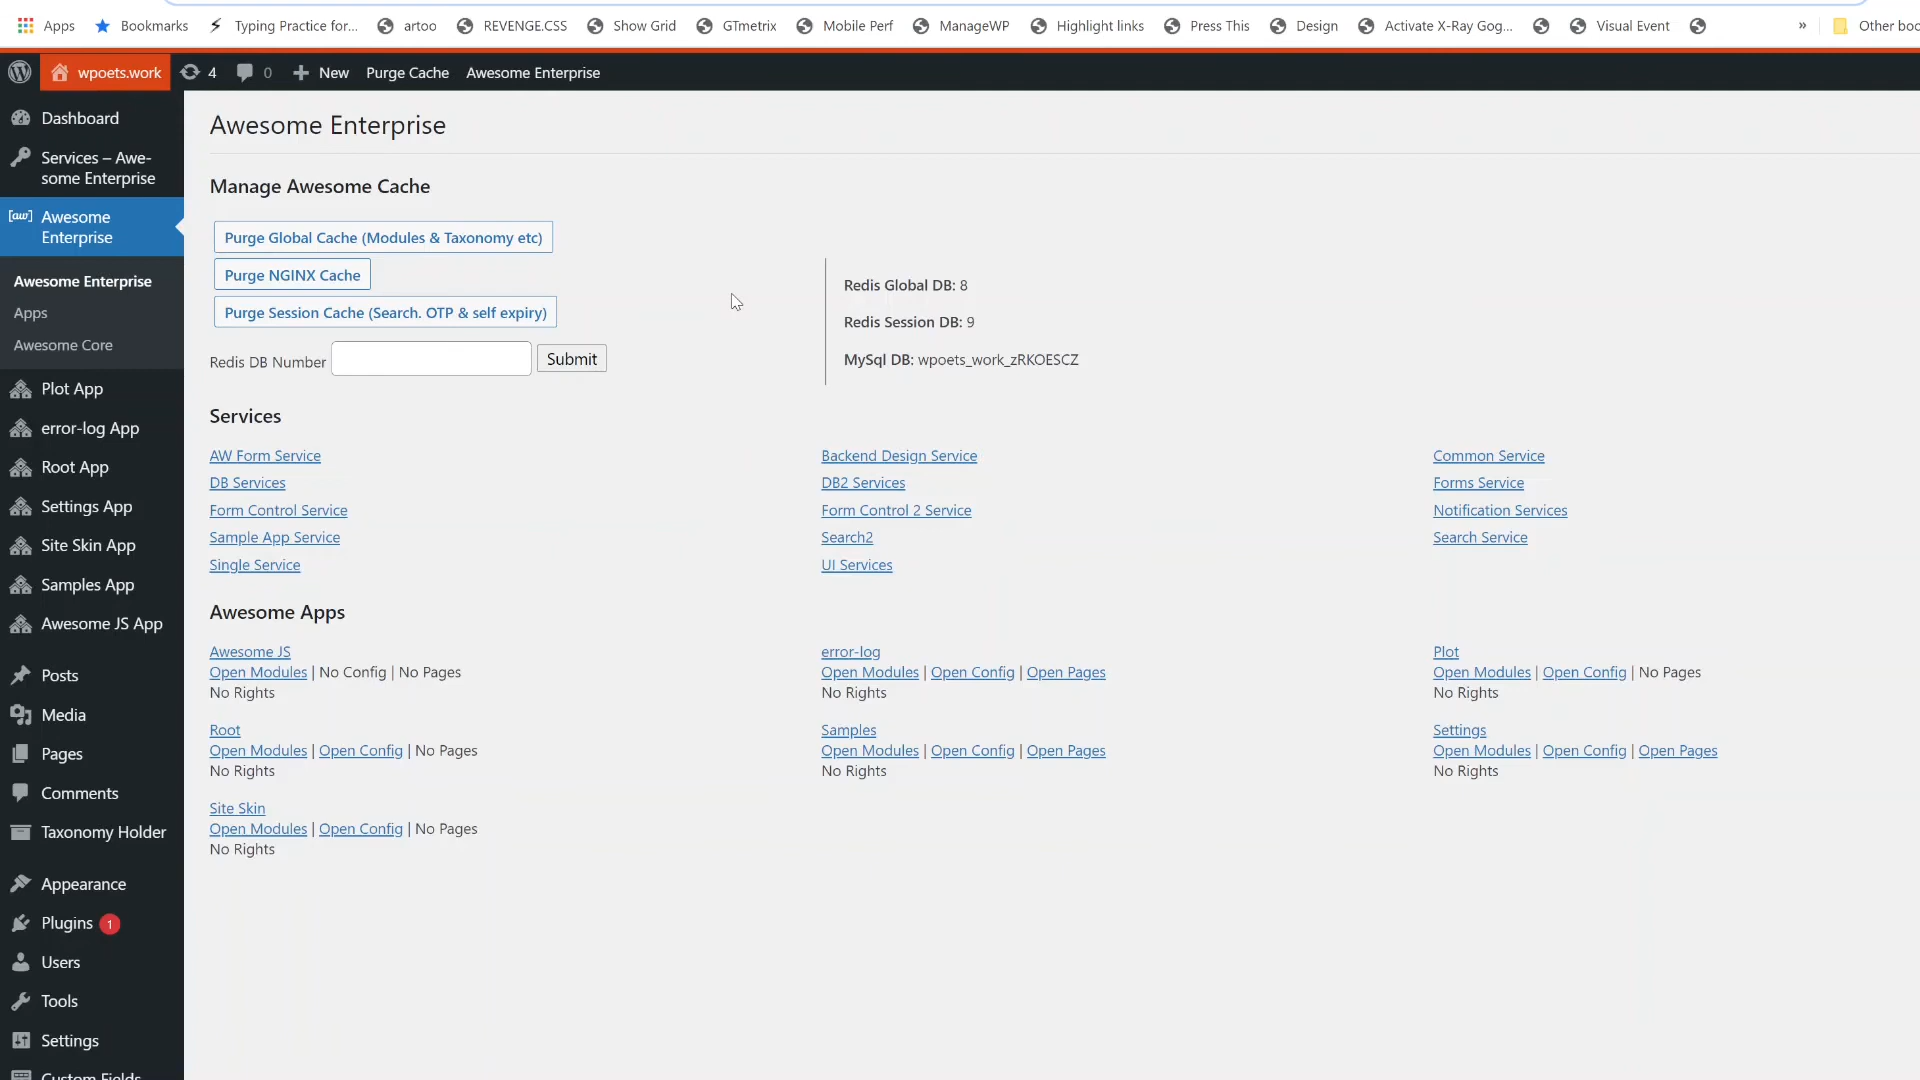 Apps Bookmarks Typing Practice for... artoo REVENGE.CSS Show Grid GTmetrix Mobile Perf ManageWP Highlight links Press This Design Activate X-Ray Gog... Visual Event » Other boo
wpoets.work 4 0 New Purge Cache Awesome Enterprise
Dashboard
Services – Awe-
some Enterprise
[aw] Awesome
Enterprise
Awesome Enterprise
Apps
Awesome Core
Plot App
error-log App
Root App
Settings App
Site Skin App
Samples App
Awesome JS App
Posts
Media
Pages
Comments
Taxonomy Holder
Appearance
Plugins 1
Users
Tools
Settings
Custom Fields
Awesome Enterprise
Manage Awesome Cache
Purge Global Cache (Modules & Taxonomy etc)
Purge NGINX Cache
Purge Session Cache (Search. OTP & self expiry)
Redis DB Number Submit
Redis Global DB: 8
Redis Session DB: 9
MySql DB: wpoets_work_zRKOESCZ
Services
AW Form Service Backend Design Service Common Service
DB Services DB2 Services Forms Service
Form Control Service Form Control 2 Service Notification Services
Sample App Service Search2 Search Service
Single Service UI Services
Awesome Apps
Awesome JS error-log Plot
Open Modules | No Config | No Pages Open Modules | Open Config | Open Pages Open Modules | Open Config | No Pages
No Rights No Rights No Rights
Root Samples Settings
Open Modules | Open Config | No Pages Open Modules | Open Config | Open Pages Open Modules | Open Config | Open Pages
No Rights No Rights No Rights
Site Skin
Open Modules | Open Config | No Pages
No Rights